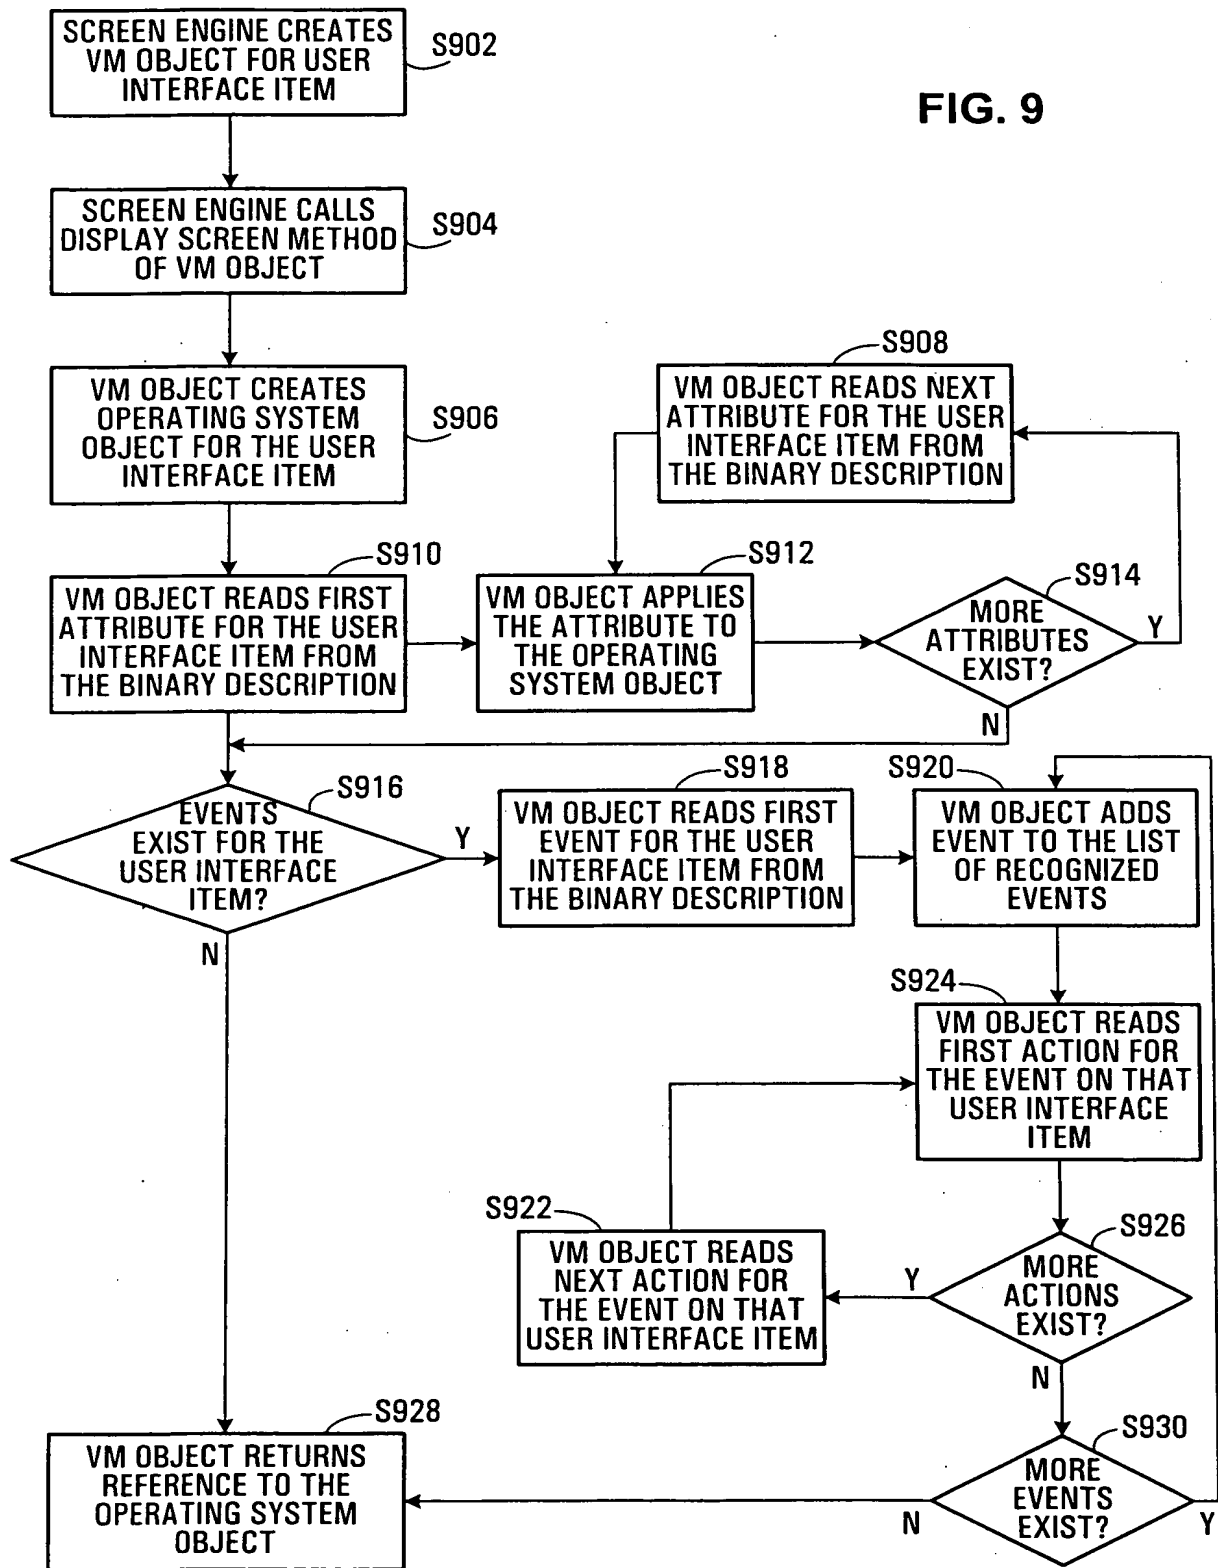 SCREEN ENGINE CREATES
VM OBJECT FOR USER
INTERFACE ITEM
S902
FIG. 9
SCREEN ENGINE CALLS
DISPLAY SCREEN METHOD
OF VM OBJECT
S904
VM OBJECT CREATES
OPERATING SYSTEM
OBJECT FOR THE USER
INTERFACE ITEM
S906
S908
VM OBJECT READS NEXT
ATTRIBUTE FOR THE USER
INTERFACE ITEM FROM
THE BINARY DESCRIPTION
S910
VM OBJECT READS FIRST
ATTRIBUTE FOR THE USER
INTERFACE ITEM FROM
THE BINARY DESCRIPTION
S912
VM OBJECT APPLIES
THE ATTRIBUTE TO
THE OPERATING
SYSTEM OBJECT
S914
MORE
ATTRIBUTES
EXIST?
Y
N
S916
EVENTS
EXIST FOR THE
USER INTERFACE
ITEM?
Y
N
S918
VM OBJECT READS FIRST
EVENT FOR THE USER
INTERFACE ITEM FROM
THE BINARY DESCRIPTION
S920
VM OBJECT ADDS
EVENT TO THE LIST
OF RECOGNIZED
EVENTS
S924
VM OBJECT READS
FIRST ACTION FOR
THE EVENT ON THAT
USER INTERFACE
ITEM
S922
VM OBJECT READS
NEXT ACTION FOR
THE EVENT ON THAT
USER INTERFACE ITEM
S926
MORE
ACTIONS
EXIST?
Y
N
S928
VM OBJECT RETURNS
REFERENCE TO THE
OPERATING SYSTEM
OBJECT
S930
MORE
EVENTS
EXIST?
N
Y